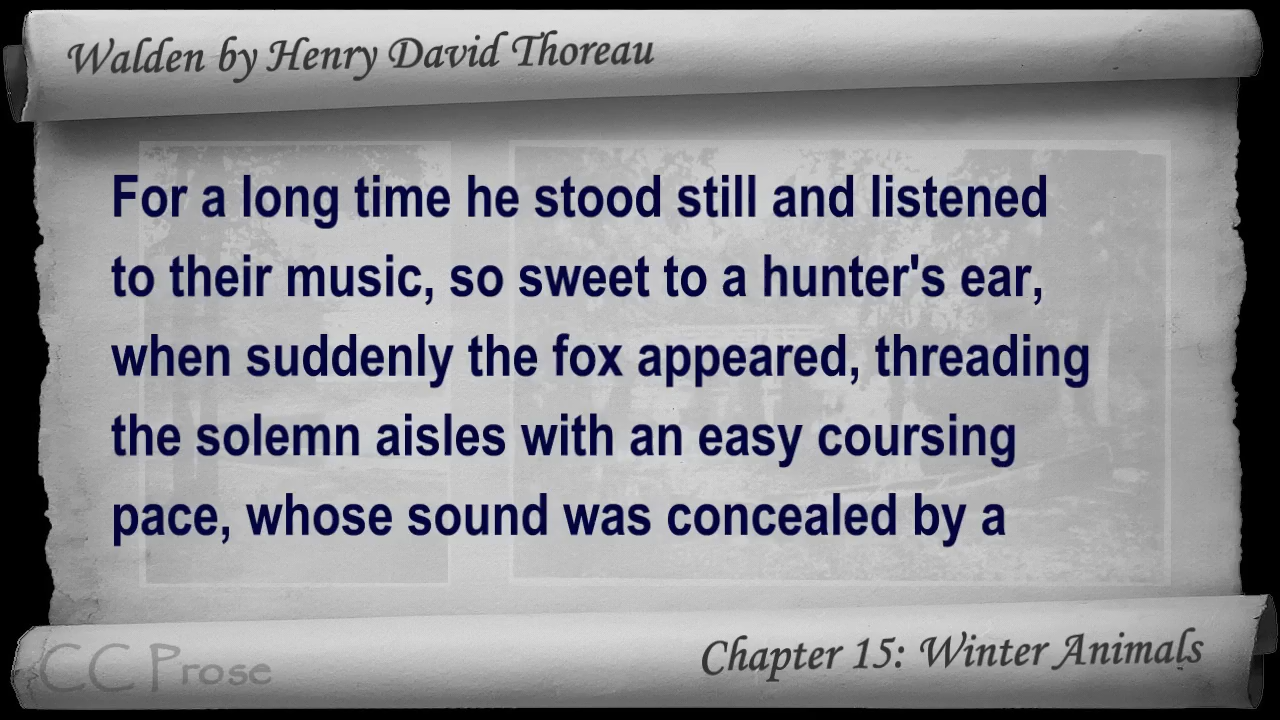 Walden by Henry David Thoreau
For a long time he stood still and listened
to their music, so sweet to a hunter's ear,
when suddenly the fox appeared, threading
the solemn aisles with an easy coursing
pace, whose sound was concealed by a
CC Prose
Chapter 15: Winter Animals